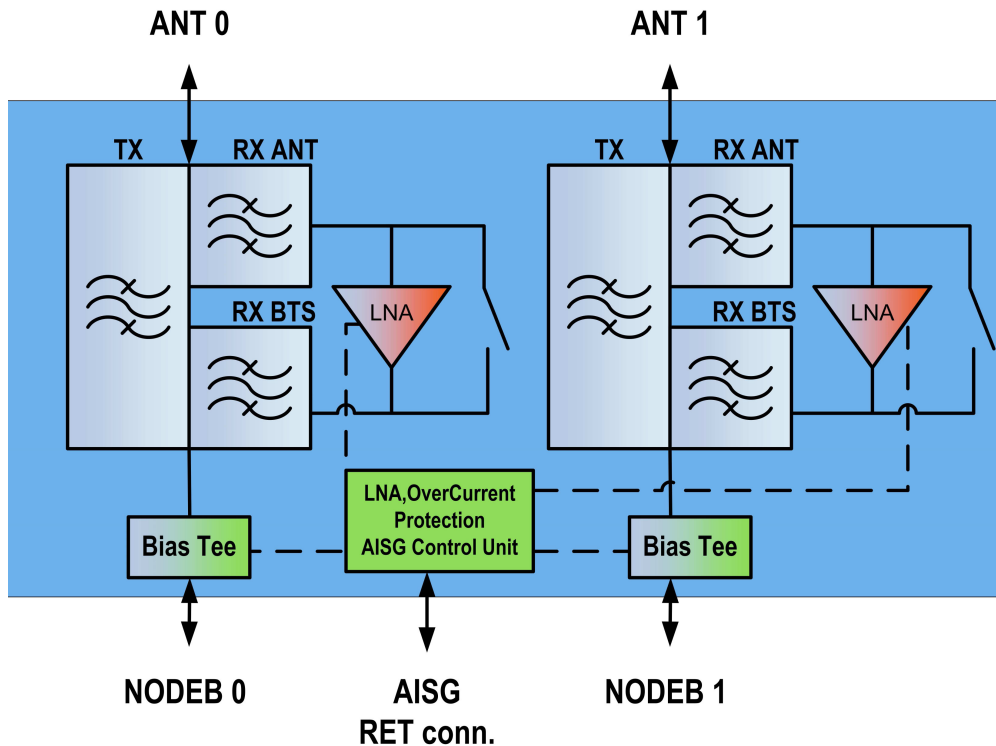 ANT 0
ANT 1
TX
RX ANT
TX
RX ANT
RX BTS
LNA
RX BTS
LNA
LNA,OverCurrent
Protection
AISG Control Unit
Bias Tee
Bias Tee
NODEB 0
AISG
RET conn.
NODEB 1